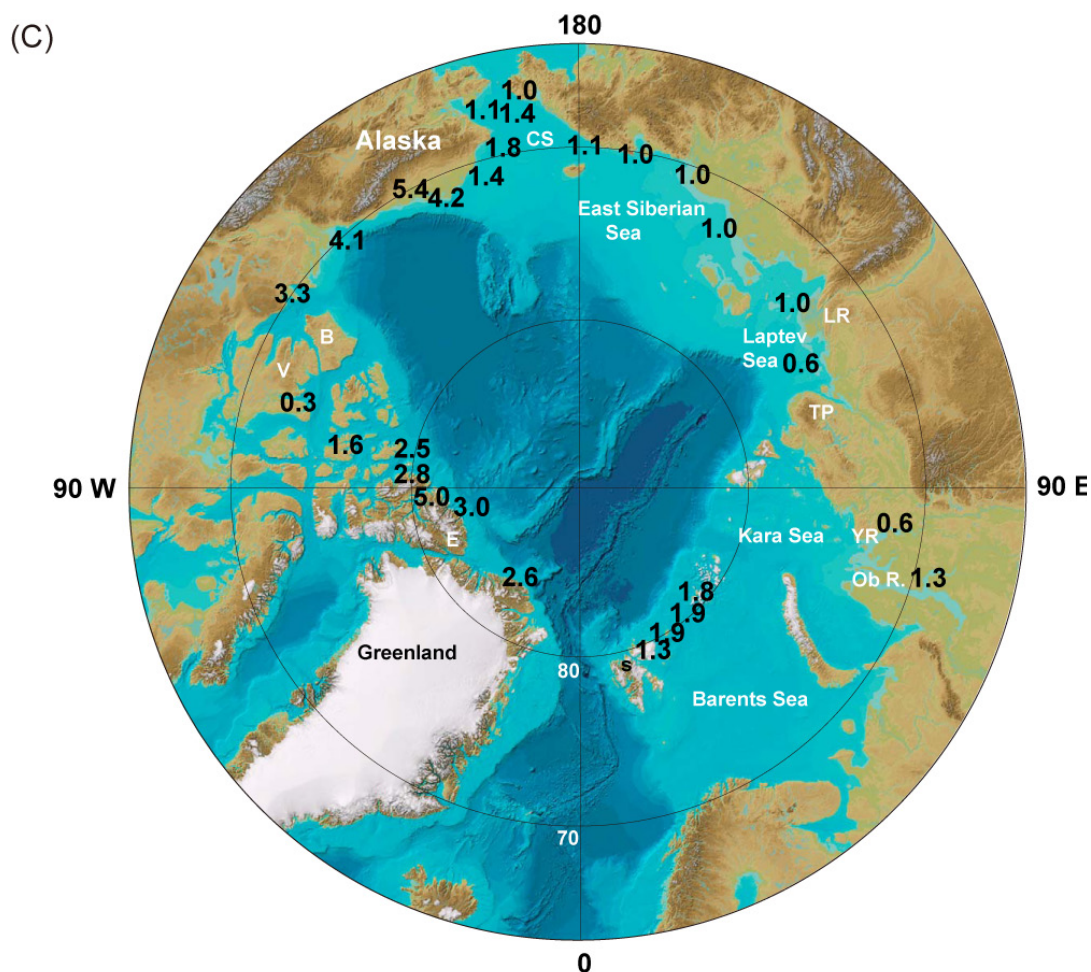 (C)
180
1.0
1.1
1.4
Alaska
CS
1.8
1.1
1.0
1.4
1.0
5.4
4.2
East Siberian
Sea
1.0
4.1
3.3
1.0
LR
B
Laptev
Sea
0.6
V
0.3
TP
1.6
2.5
2.8
90 W
90 E
5.0
3.0
0.6
E
Kara Sea
YR
2.6
Ob R.
1.3
1.8
1.9
1.9
1.3
Greenland
s
80
Barents Sea
70
0